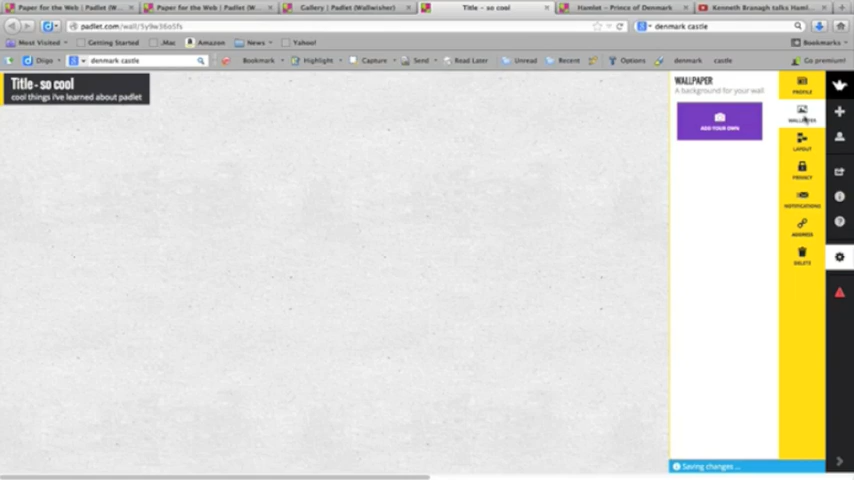 Paper for the Web | Padlet (W...
Paper for the Web | Padlet (W...
Gallery | Padlet (Wallwisher)
Title - so cool
Hamlet - Prince of Denmark
Kenneth Branagh talks Haml...
padlet.com/wall/5y9w36o5fs
denmark castle
Most Visited
Getting Started
.Mac
Amazon
News
Yahoo!
Bookmarks
Diigo
denmark castle
Bookmark
Highlight
Capture
Send
Read Later
Unread
Recent
Options
denmark
castle
Go premium!
Title - so cool
cool things i've learned about padlet
WALLPAPER
A background for your wall
ADD YOUR OWN
PROFILE
LAYOUT
PRIVACY
NOTIFICATIONS
ADDRESS
DELETE
Saving changes ...